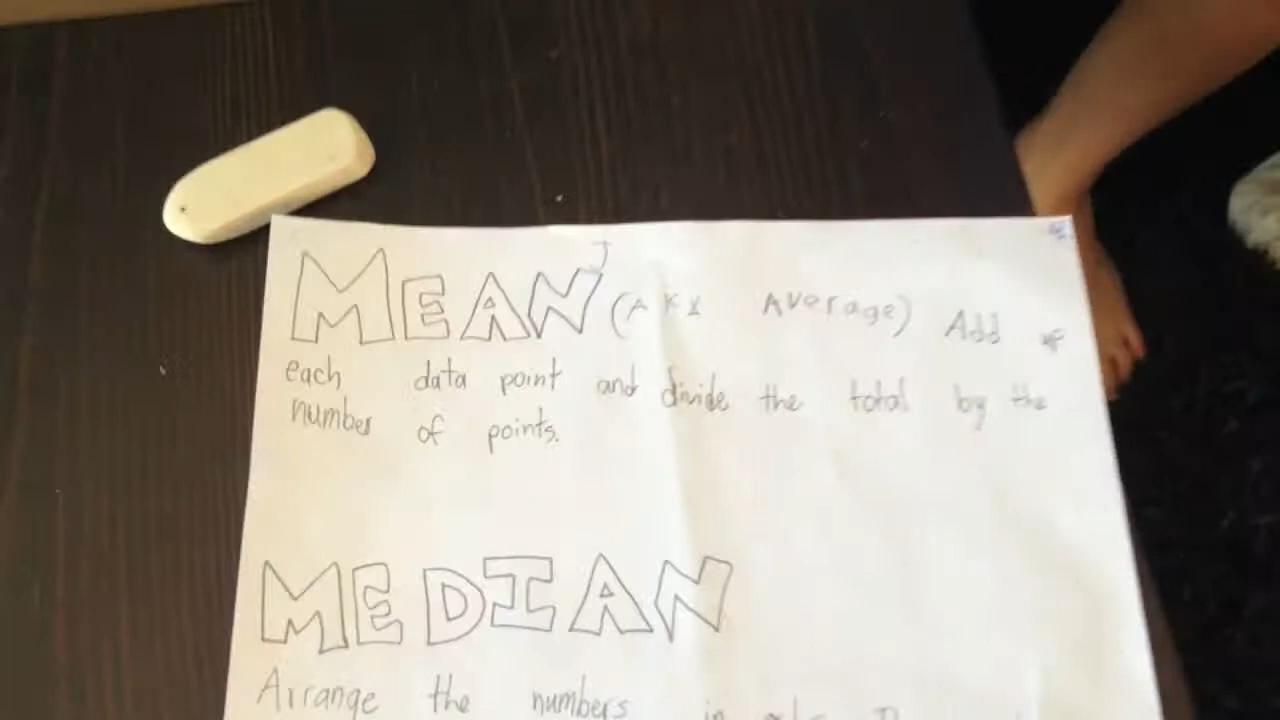 MEAN (AKA Average) Add up
each data point and divide the total by the
number of points.
MEDIAN
Arrange the numbers in